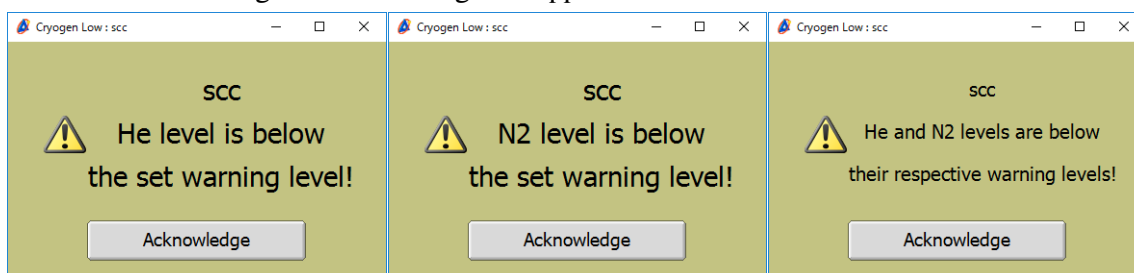 Cryogen Low : scc
scc
He level is below
the set warning level!
Acknowledge
Cryogen Low : scc
scc
N2 level is below
the set warning level!
Acknowledge
Cryogen Low : scc
scc
He and N2 levels are below
their respective warning levels!
Acknowledge